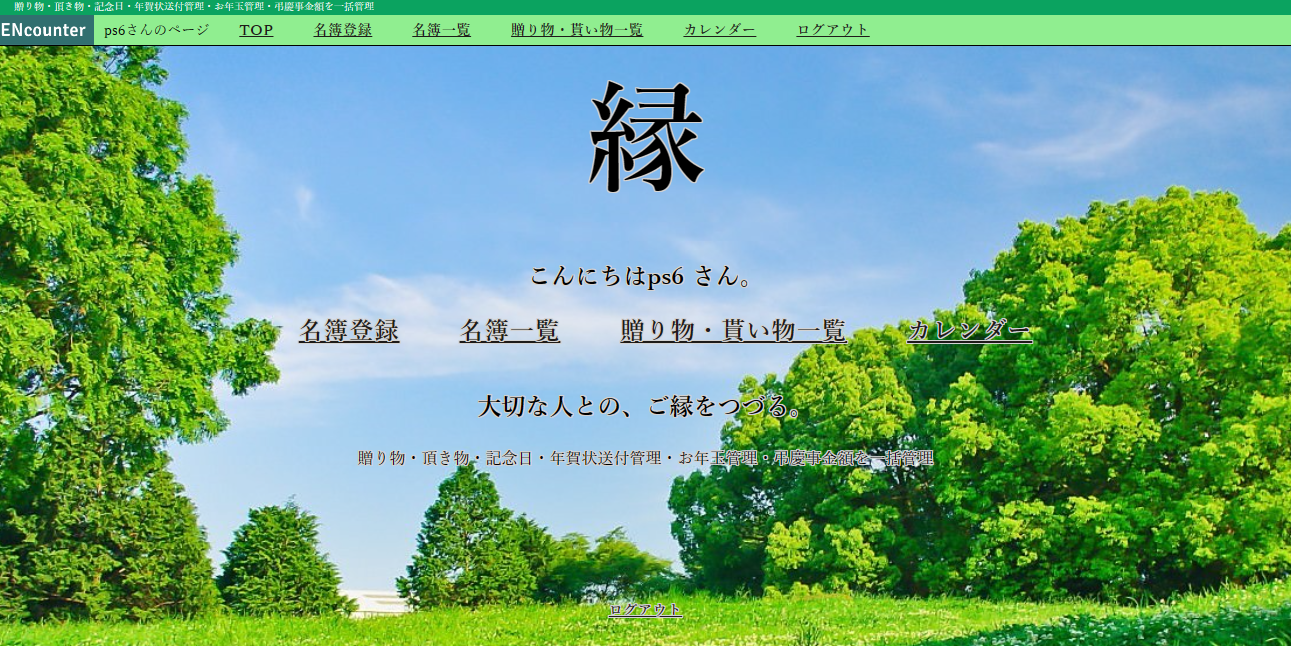 贈り物・頂き物・記念日・年賀状送付管理・お年玉管理・弔慶事金額を一括管理
ENcounter ps6さんのページ TOP 名簿登録 名簿一覧 贈り物・貰い物一覧 カレンダー ログアウト
縁
こんにちはps6 さん。
名簿登録 名簿一覧 贈り物・貰い物一覧 カレンダー
大切な人との、ご縁をつづる。
贈り物・頂き物・記念日・年賀状送付管理・お年玉管理・弔慶事金額を一括管理
ログアウト